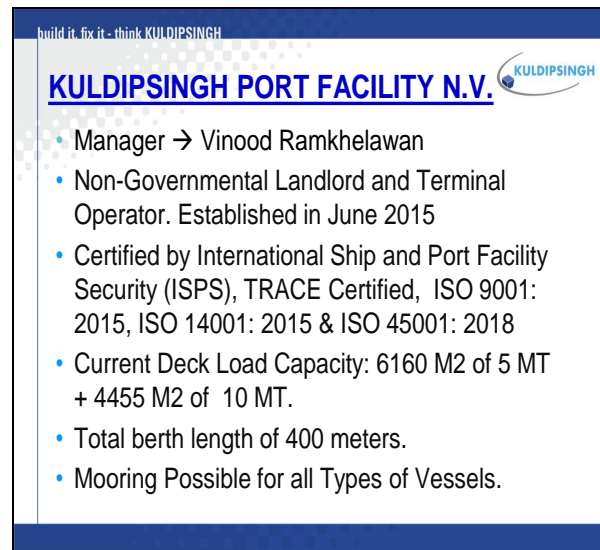 build it, fix it - think KULDIPSINGH
KULDIPSINGH
KULDIPSINGH PORT FACILITY N.V.
• Manager → Vinood Ramkhelawan
• Non-Governmental Landlord and Terminal
Operator. Established in June 2015
• Certified by International Ship and Port Facility
Security (ISPS), TRACE Certified, ISO 9001:
2015, ISO 14001: 2015 & ISO 45001: 2018
• Current Deck Load Capacity: 6160 M2 of 5 MT
+ 4455 M2 of 10 MT.
• Total berth length of 400 meters.
• Mooring Possible for all Types of Vessels.